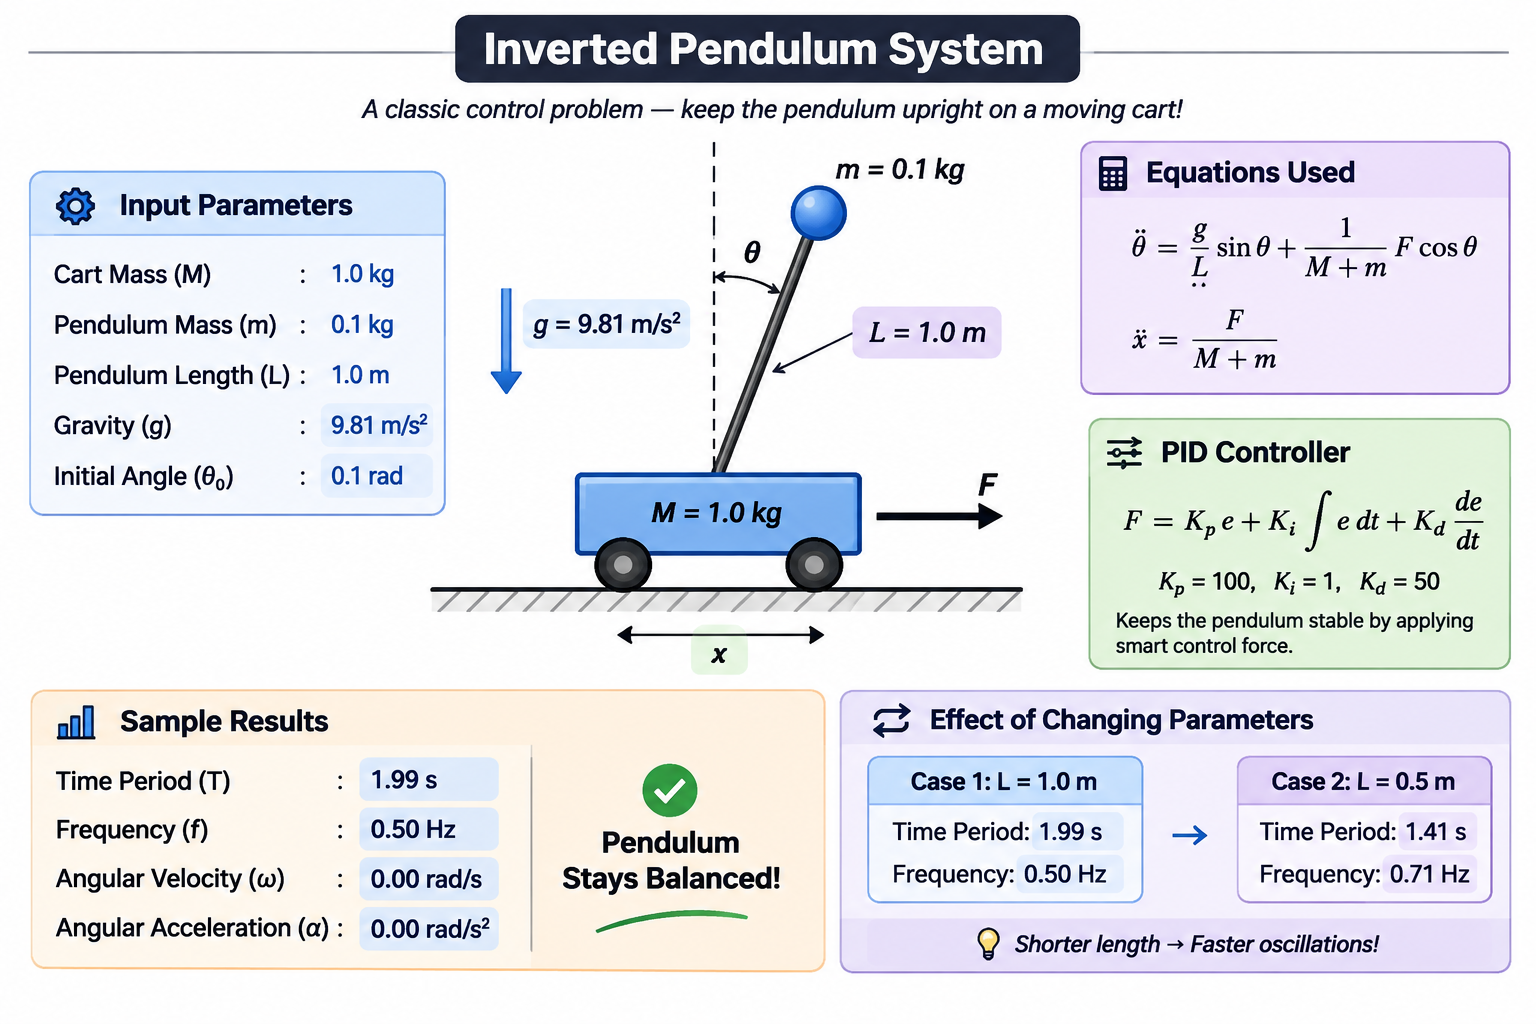 Inverted Pendulum System
A classic control problem — keep the pendulum upright on a moving cart!
Input Parameters
Cart Mass (M) : 1.0 kg
Pendulum Mass (m) : 0.1 kg
Pendulum Length (L) : 1.0 m
Gravity (g) : 9.81 m/s²
Initial Angle (θ₀) : 0.1 rad
m = 0.1 kg
θ
g = 9.81 m/s²
L = 1.0 m
M = 1.0 kg
F
x
Equations Used
θ̈ = g/L sin θ + 1/(M + m) F cos θ
..
ẍ = F/(M + m)
PID Controller
F = Kₚ e + Kᵢ ∫ e dt + K_d de/dt
Kₚ = 100, Kᵢ = 1, K_d = 50
Keeps the pendulum stable by applying
smart control force.
Sample Results
Time Period (T) : 1.99 s
Frequency (f) : 0.50 Hz
Angular Velocity (ω) : 0.00 rad/s
Angular Acceleration (α) : 0.00 rad/s²
Pendulum
Stays Balanced!
Effect of Changing Parameters
Case 1: L = 1.0 m
Time Period: 1.99 s
Frequency: 0.50 Hz
→
Case 2: L = 0.5 m
Time Period: 1.41 s
Frequency: 0.71 Hz
Shorter length → Faster oscillations!